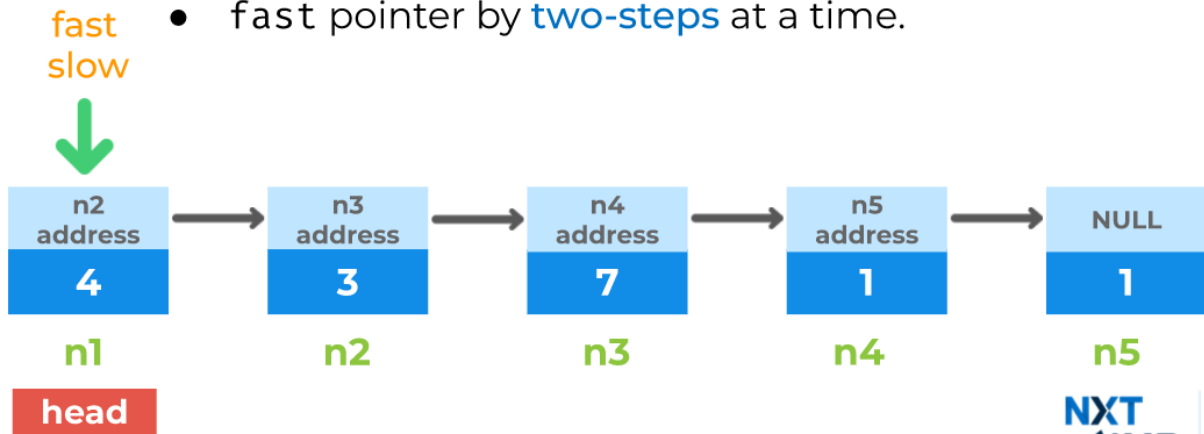 ● fast pointer by two-steps at a time.
fast
slow
n2 address
n3 address
n4 address
n5 address
NULL
4
3
7
1
1
n1
n2
n3
n4
n5
head
NXT